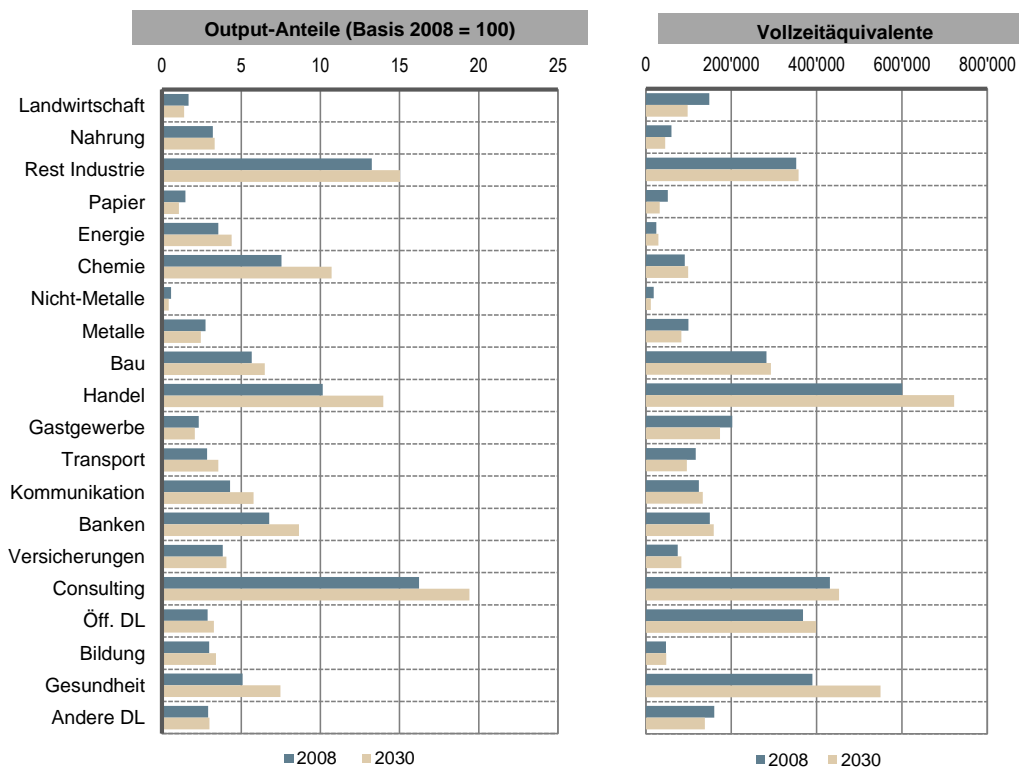 Output-Anteile (Basis 2008 = 100)
Vollzeitäquivalente
0 5 10 15 20 25
0 200'000 400'000 600'000 800'000
Landwirtschaft
Nahrung
Rest Industrie
Papier
Energie
Chemie
Nicht-Metalle
Metalle
Bau
Handel
Gastgewerbe
Transport
Kommunikation
Banken
Versicherungen
Consulting
Öff. DL
Bildung
Gesundheit
Andere DL
2008 2030
2008 2030